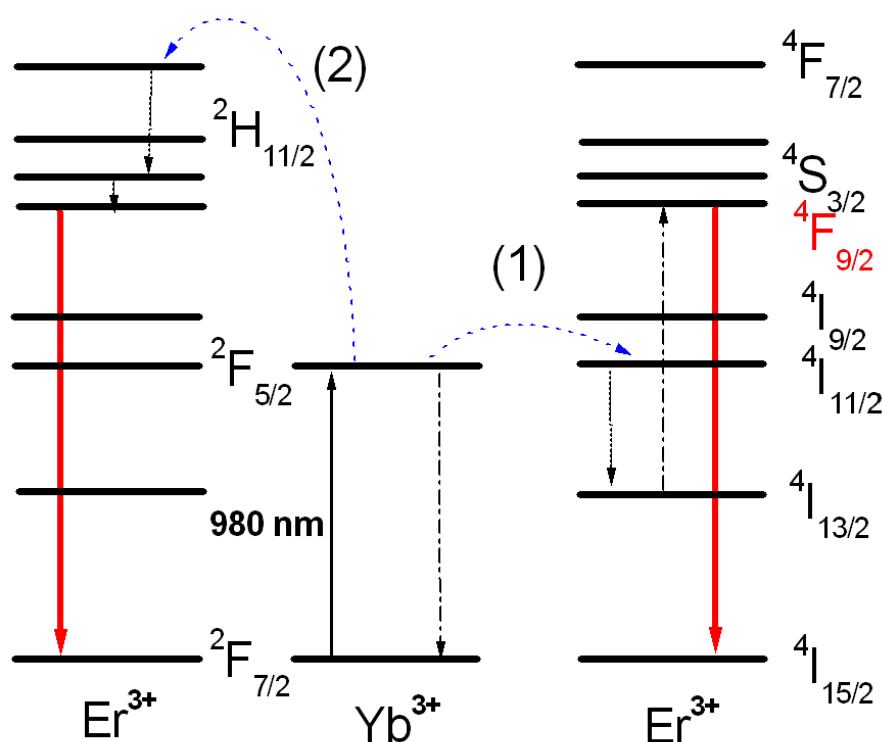 (2)
⁴F₇/₂
²H₁₁/₂
⁴S₃/₂
⁴F₉/₂
(1)
⁴I₉/₂
²F₅/₂
⁴I₁₁/₂
980 nm
⁴I₁₃/₂
²F₇/₂
⁴I₁₅/₂
Er³⁺ Yb³⁺ Er³⁺